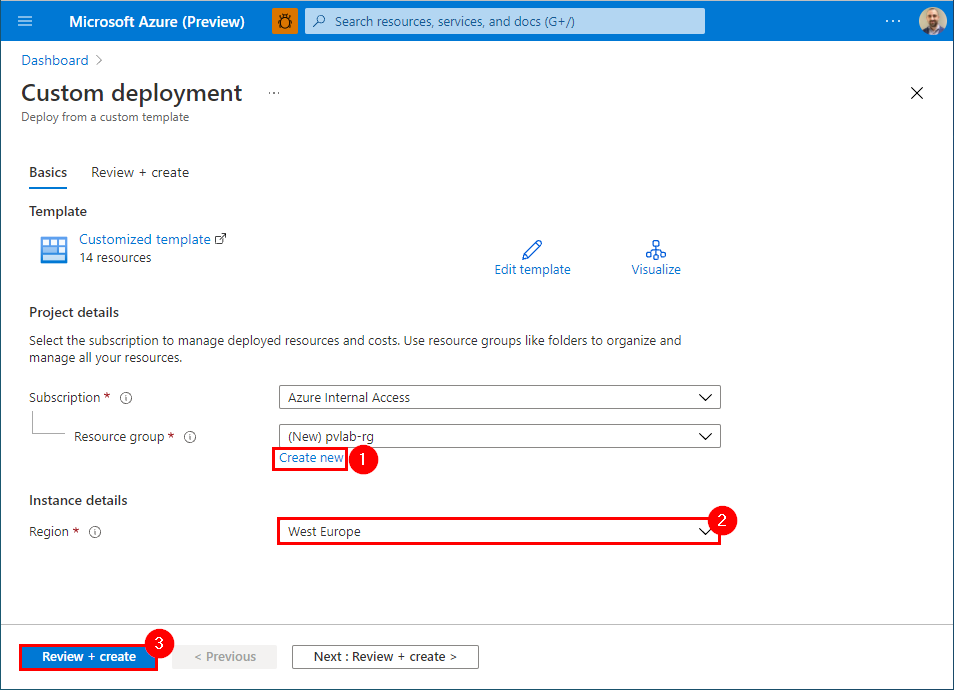 Microsoft Azure (Preview)
Search resources, services, and docs (G+/)
Dashboard
Custom deployment
Deploy from a custom template
Basics
Review + create
Template
Customized template
14 resources
Edit template
Visualize
Project details
Select the subscription to manage deployed resources and costs. Use resource groups like folders to organize and
manage all your resources.
Subscription *
Azure Internal Access
Resource group *
(New) pvlab-rg
Create new
1
Instance details
Region *
West Europe
2
Review + create
3
< Previous
Next : Review + create >